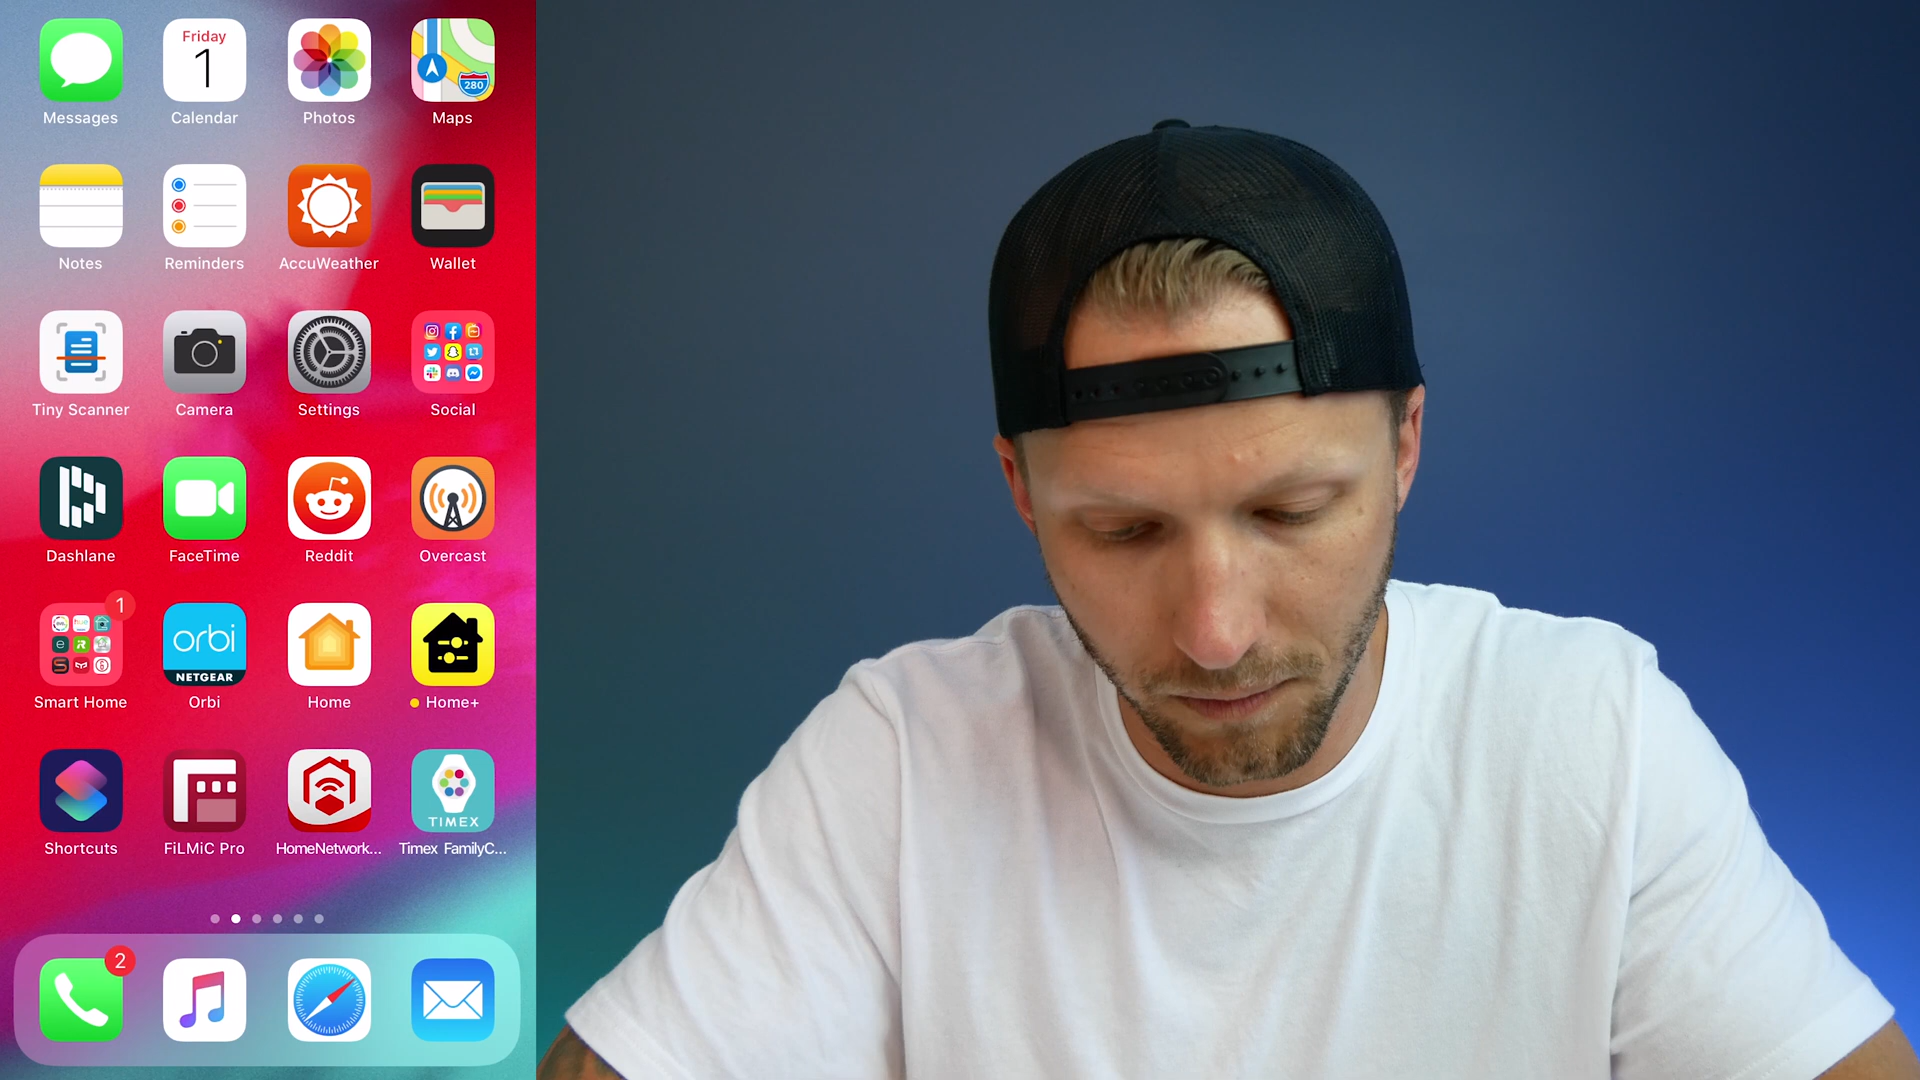 Friday
1
280
Messages
Calendar
Photos
Maps
Notes
Reminders
AccuWeather
Wallet
Tiny Scanner
Camera
Settings
Social
Dashlane
FaceTime
Reddit
Overcast
1
orbi
NETGEAR
Smart Home
Orbi
Home
Home+
TIMEX
Shortcuts
FiLMiC Pro
HomeNetwork...
Timex FamilyC...
2